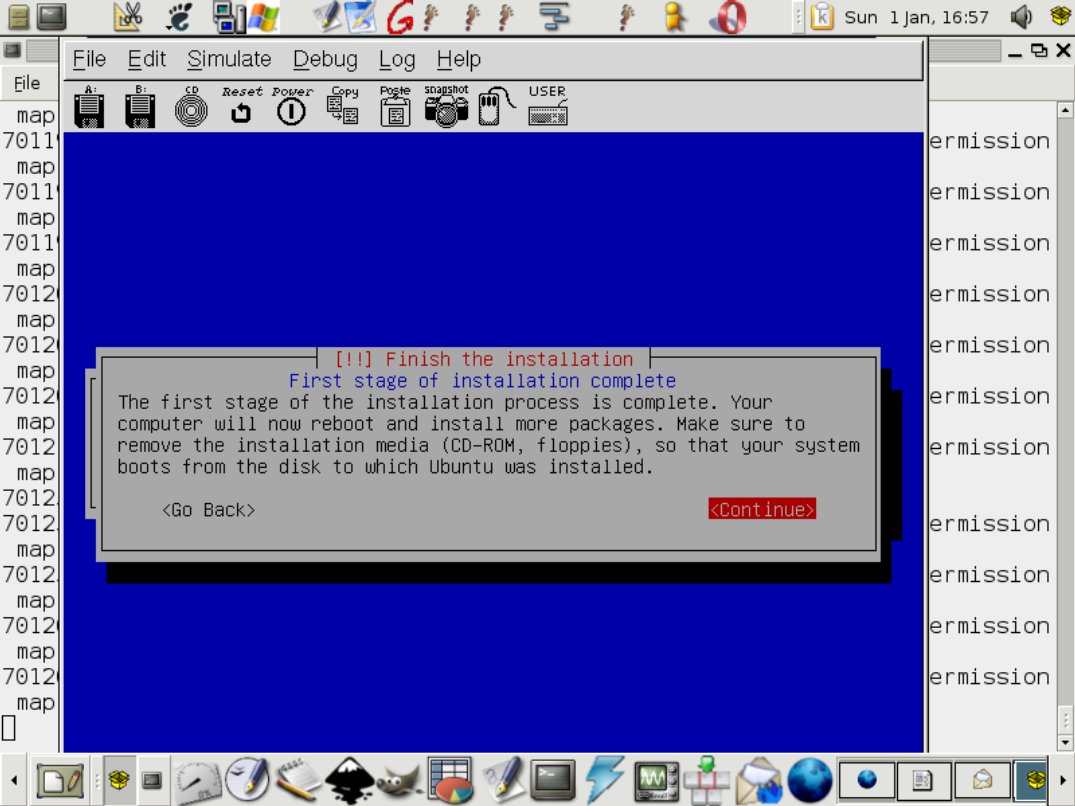 Sun 1 Jan, 16:57
File Edit Simulate Debug Log Help
File
A: B: CD Reset Power Copy Paste snapshot USER
map
7011 ermission
map
7011 ermission
map
7011 ermission
map
7012 ermission
map
7012 ermission
map
7012 ermission
map
7012 ermission
map
7012
7012 ermission
map
7012 ermission
map
7012 ermission
map
7012 ermission
map
[!!] Finish the installation
First stage of installation complete
The first stage of the installation process is complete. Your
computer will now reboot and install more packages. Make sure to
remove the installation media (CD-ROM, floppies), so that your system
boots from the disk to which Ubuntu was installed.
<Go Back> <Continue>
0%